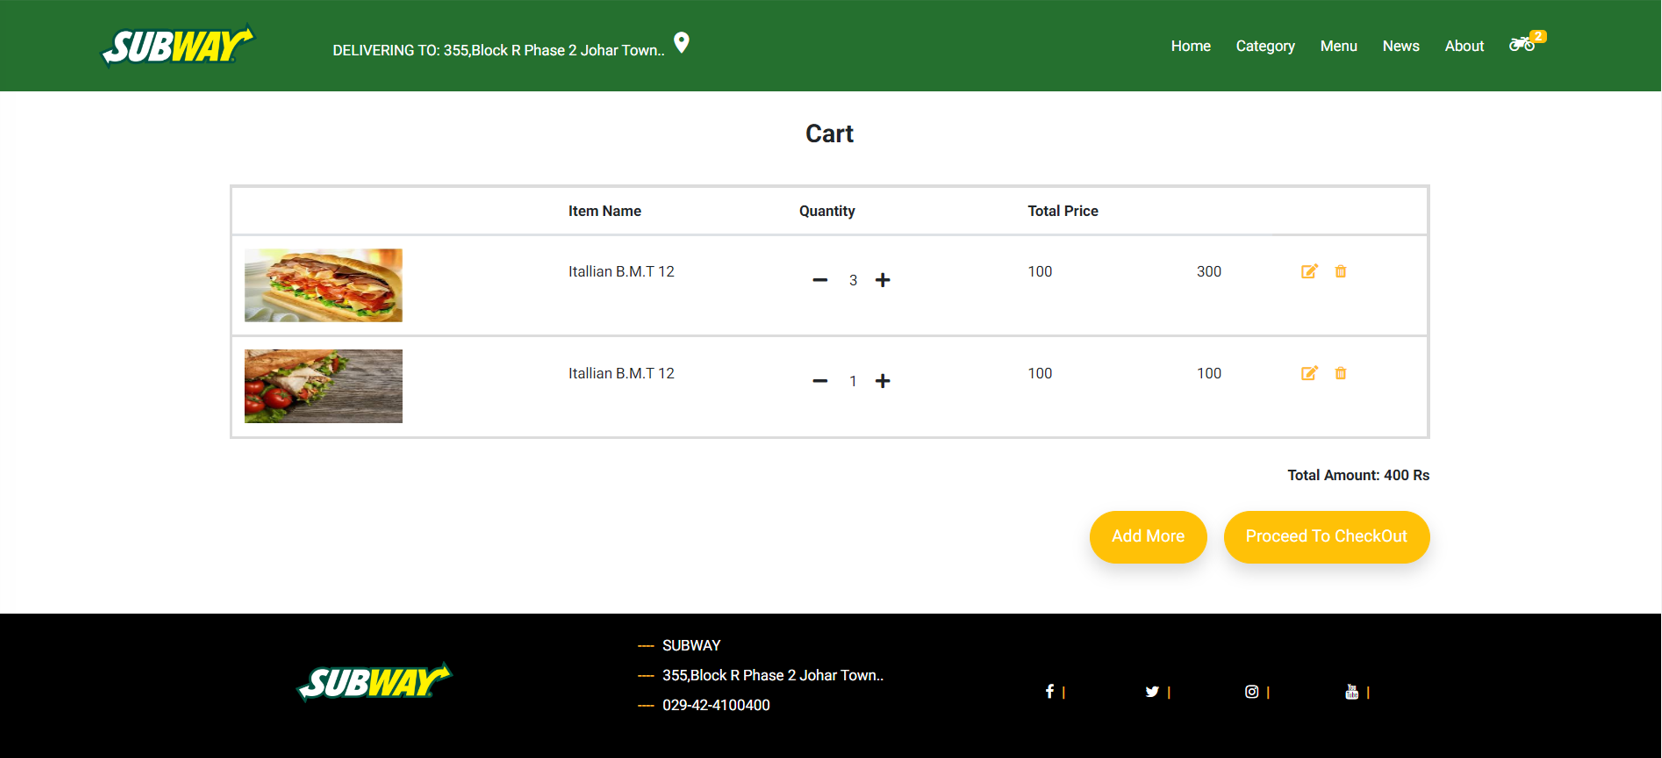 SUBWAY
DELIVERING TO: 355,Block R Phase 2 Johar Town..
Home Category Menu News About 2
Cart
Item Name Quantity Total Price
Itallian B.M.T 12 3 100 300
Itallian B.M.T 12 1 100 100
Total Amount: 400 Rs
Add More Proceed To CheckOut
SUBWAY
---- SUBWAY
---- 355,Block R Phase 2 Johar Town..
---- 029-42-4100400
| | | |